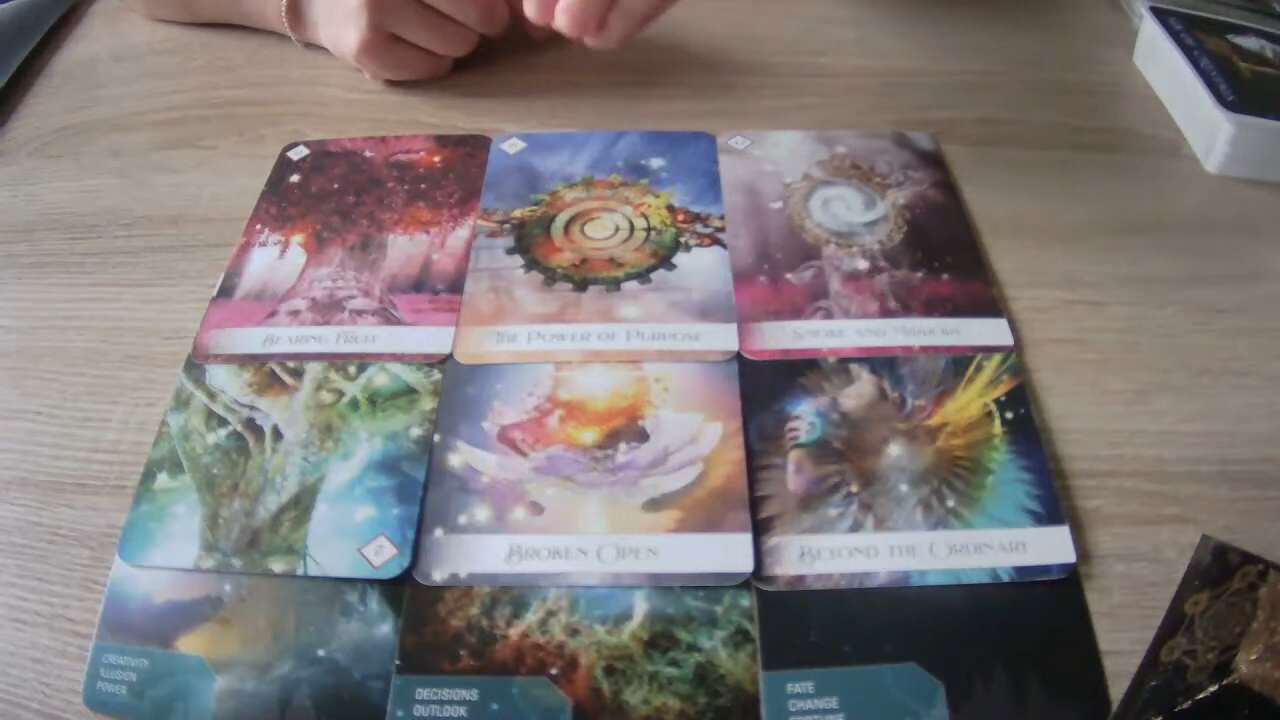 BEARING FRUIT
THE POWER OF PURPOSE
SMOKE AND MIRRORS
BROKEN OPEN
BEYOND THE ORDINARY
CREATIVITY
ILLUSION
POWER
DECISIONS
OUTLOOK
FATE
CHANGE